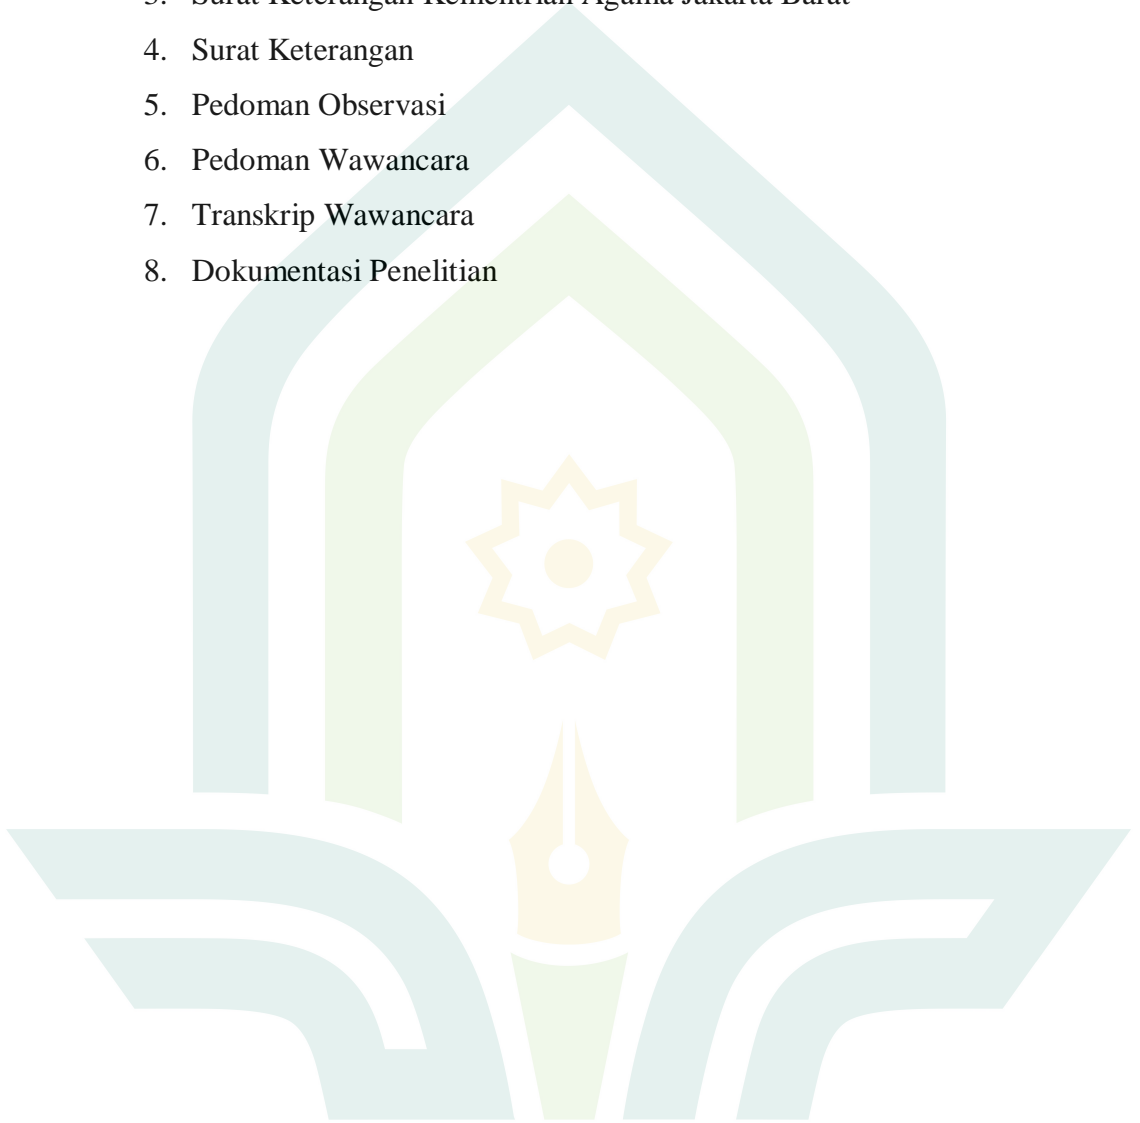 3. Surat Keterangan Kementrian Agama Jakarta Barat
4. Surat Keterangan
5. Pedoman Observasi
6. Pedoman Wawancara
7. Transkrip Wawancara
8. Dokumentasi Penelitian